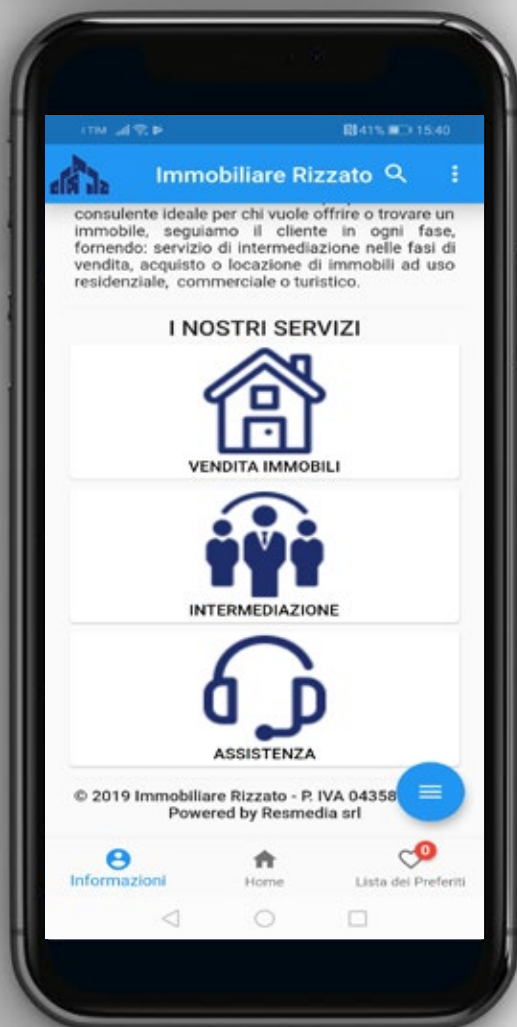 TIM 41% 15:40
Immobiliare Rizzato
consulente ideale per chi vuole offrire o trovare un
immobile, seguiamo il cliente in ogni fase,
fornendo: servizio di intermediazione nelle fasi di
vendita, acquisto o locazione di immobili ad uso
residenziale, commerciale o turistico.
I NOSTRI SERVIZI
VENDITA IMMOBILI
INTERMEDIAZIONE
ASSISTENZA
© 2019 Immobiliare Rizzato - P. IVA 04358
Powered by Resmedia srl
0
Informazioni Home Lista dei Preferiti